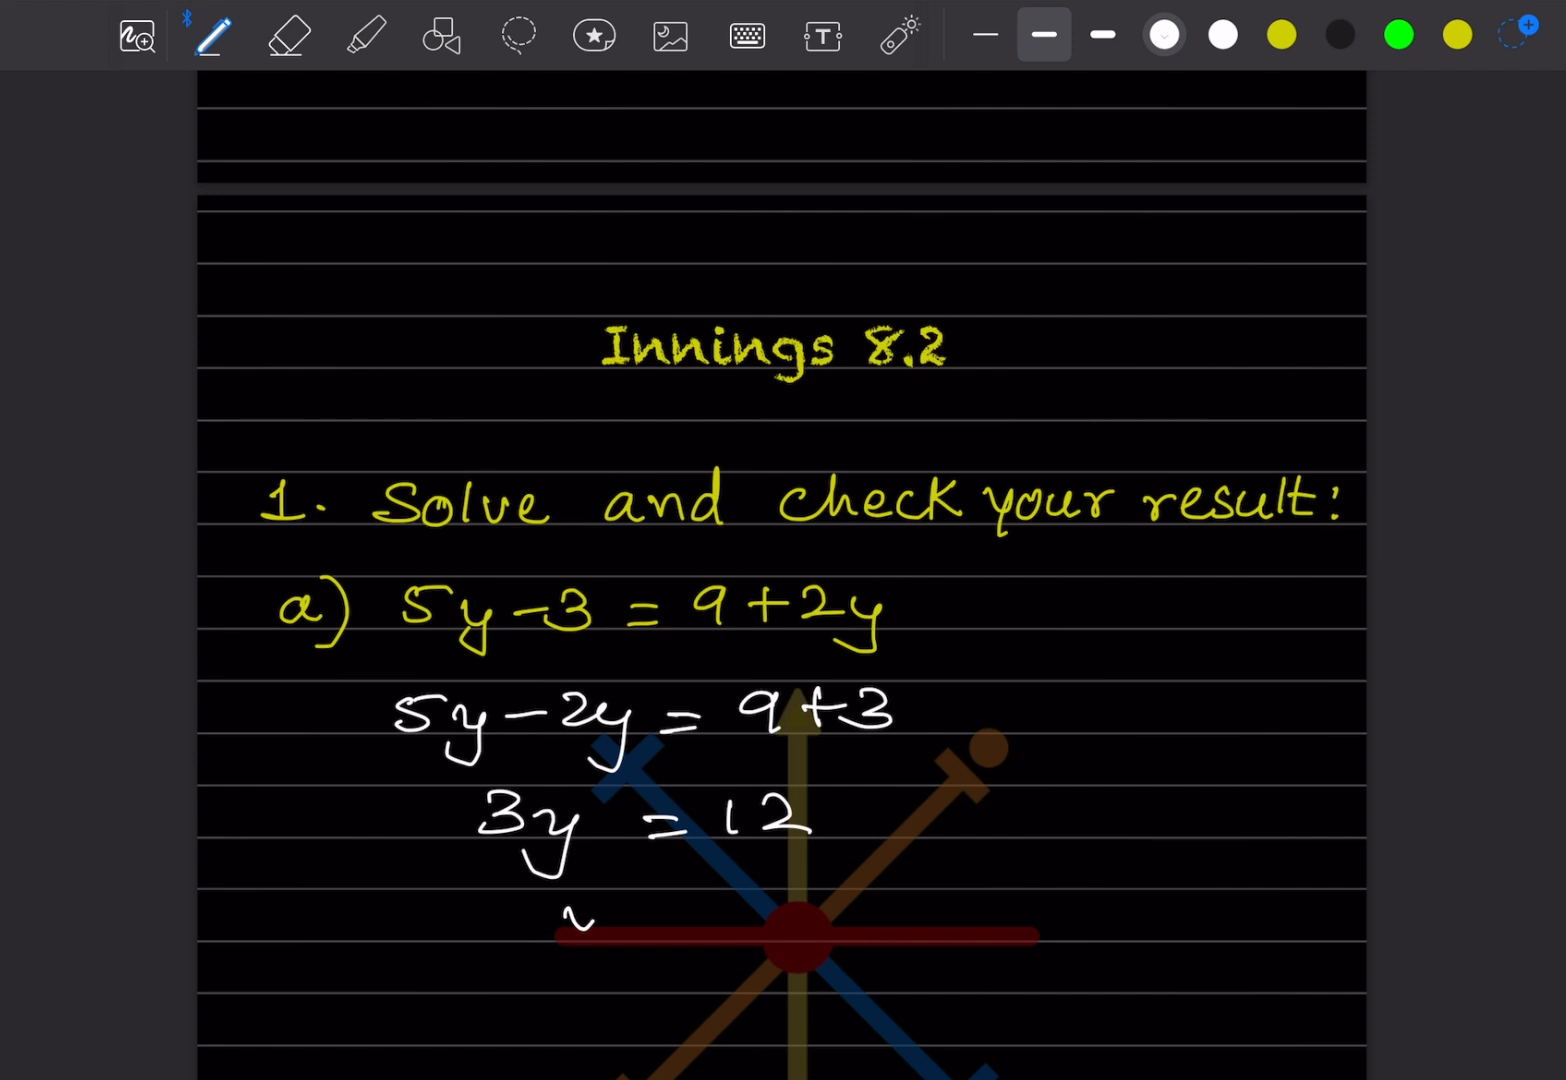 Innings 8.2
1. Solve and check your result:
a) 5y-3 = 9+2y
5y-2y = 9+3
3y = 12